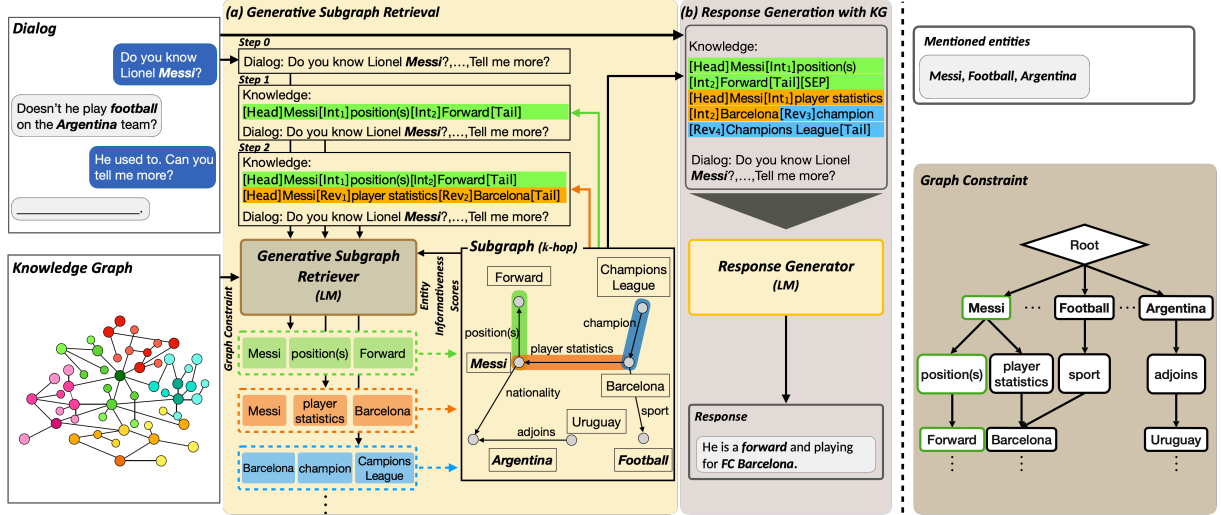 Dialog
Do you know
Lionel Messi?
Doesn't he play football
on the Argentina team?
He used to. Can you
tell me more?
____________________.
Knowledge Graph
(a) Generative Subgraph Retrieval
Step 0
Dialog: Do you know Lionel Messi?,...,Tell me more?
Step 1
Knowledge:
[Head]Messi[Int1]position(s)[Int2]Forward[Tail]
Dialog: Do you know Lionel Messi?,...,Tell me more?
Step 2
Knowledge:
[Head]Messi[Int1]position(s)[Int2]Forward[Tail]
[Head]Messi[Rev1]player statistics[Rev2]Barcelona[Tail]
Dialog: Do you know Lionel Messi?,...,Tell me more?
Generative Subgraph
Retriever
(LM)
Graph Constraint
Entity
Informativeness
Scores
Messi
position(s)
Forward
Messi
player
statistics
Barcelona
Barcelona
champion
Campions
League
Subgraph (k-hop)
Forward
Champions
League
position(s)
champion
player statistics
Messi
Barcelona
nationality
sport
Uruguay
adjoins
Argentina
Football
(b) Response Generation with KG
Knowledge:
[Head]Messi[Int1]position(s)
[Int2]Forward[Tail][SEP]
[Head]Messi[Int1]player statistics
[Int2]Barcelona[Rev3]champion
[Rev4]Champions League[Tail]
Dialog: Do you know Lionel
Messi?,...,Tell me more?
Response Generator
(LM)
Response
He is a forward and playing
for FC Barcelona.
Mentioned entities
Messi, Football, Argentina
Graph Constraint
Root
Messi
...
Football
...
Argentina
position(s)
player
statistics
sport
adjoins
Forward
Barcelona
Uruguay